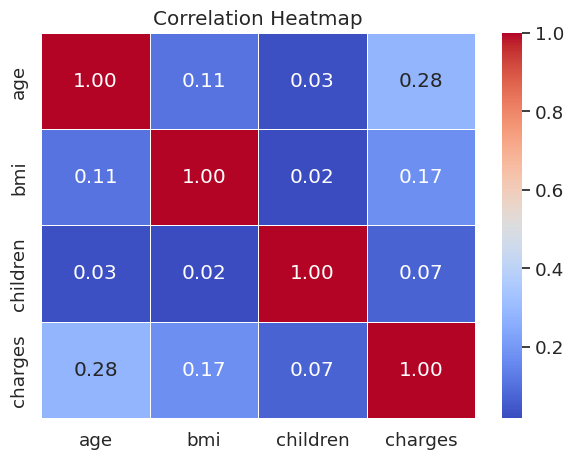 Correlation Heatmap
age 1.00 0.11 0.03 0.28
bmi 0.11 1.00 0.02 0.17
children 0.03 0.02 1.00 0.07
charges 0.28 0.17 0.07 1.00
age bmi children charges
1.0
0.8
0.6
0.4
0.2